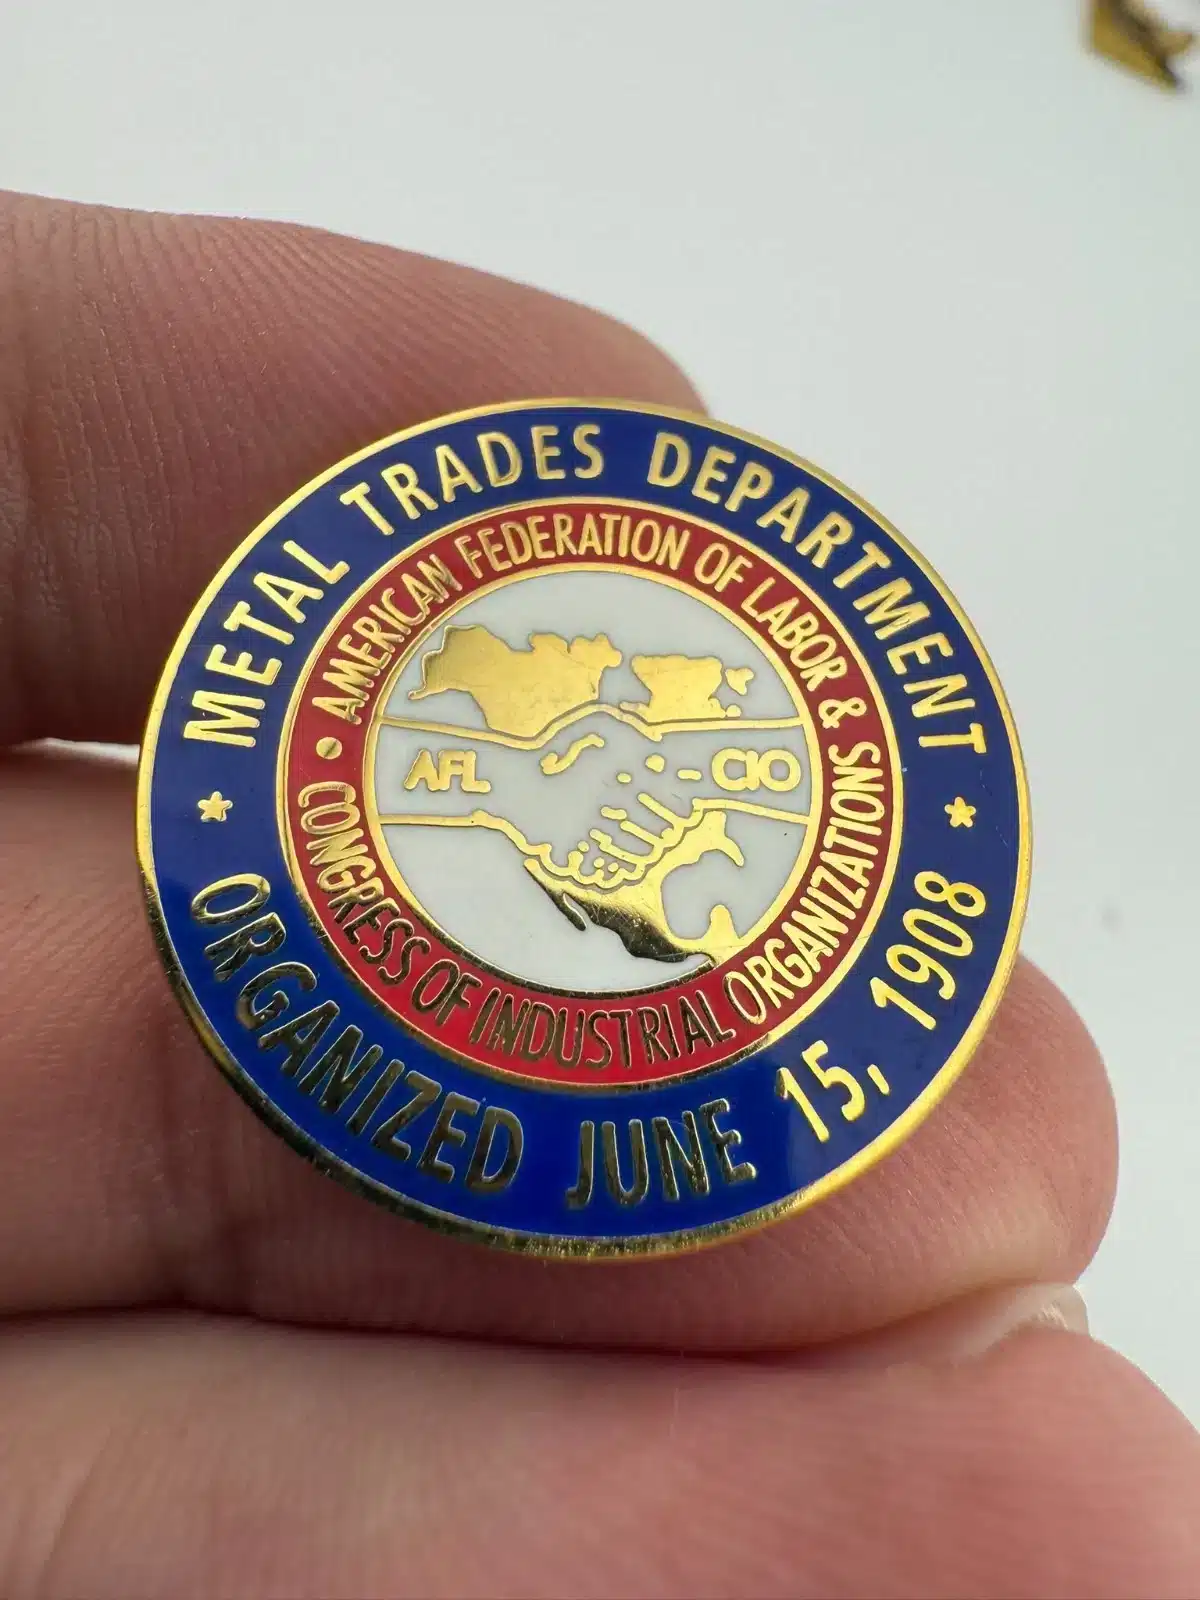 METAL TRADES DEPARTMENT
ORGANIZED JUNE 15, 1908
AMERICAN FEDERATION OF LABOR &
CONGRESS OF INDUSTRIAL ORGANIZATIONS
AFL
CIO